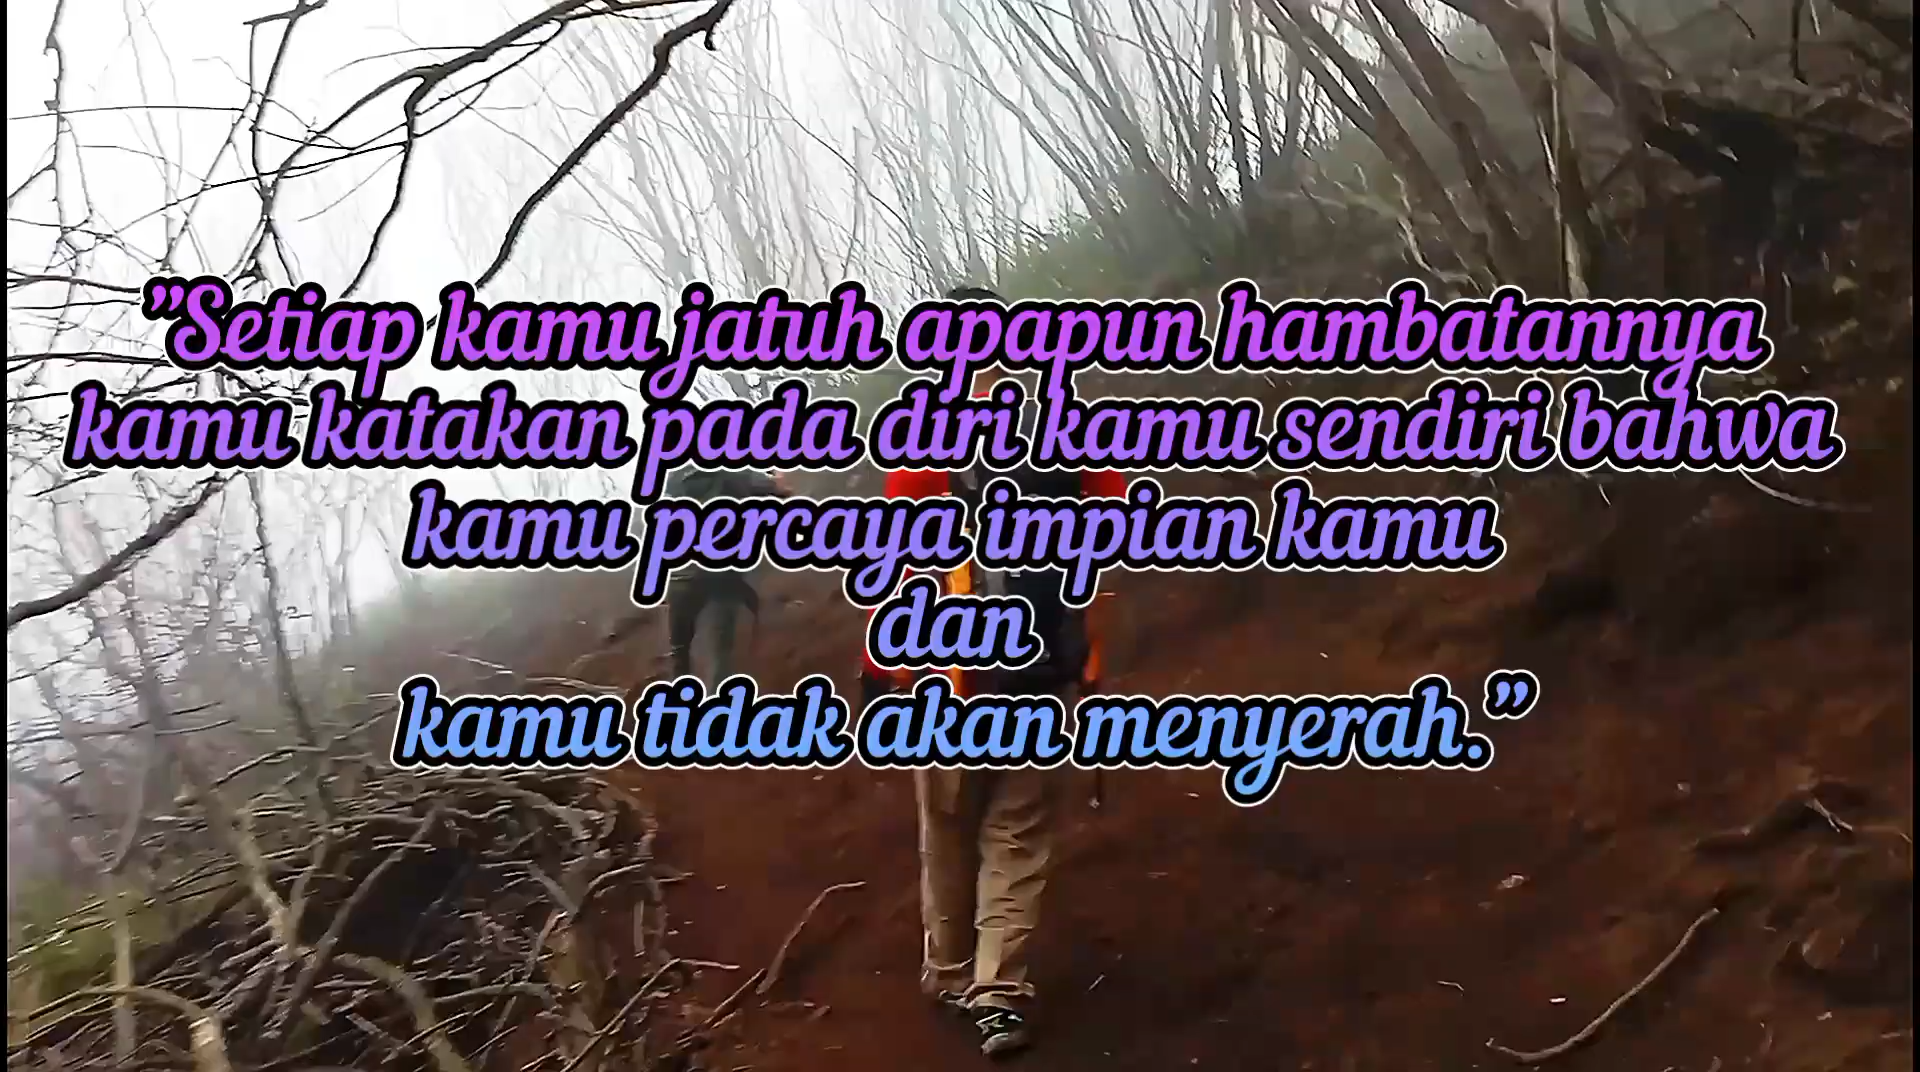 "Setiap kamu jatuh apapun hambatannya
kamu katakan pada diri kamu sendiri bahwa
kamu percaya impian kamu
dan
kamu tidak akan menyerah."